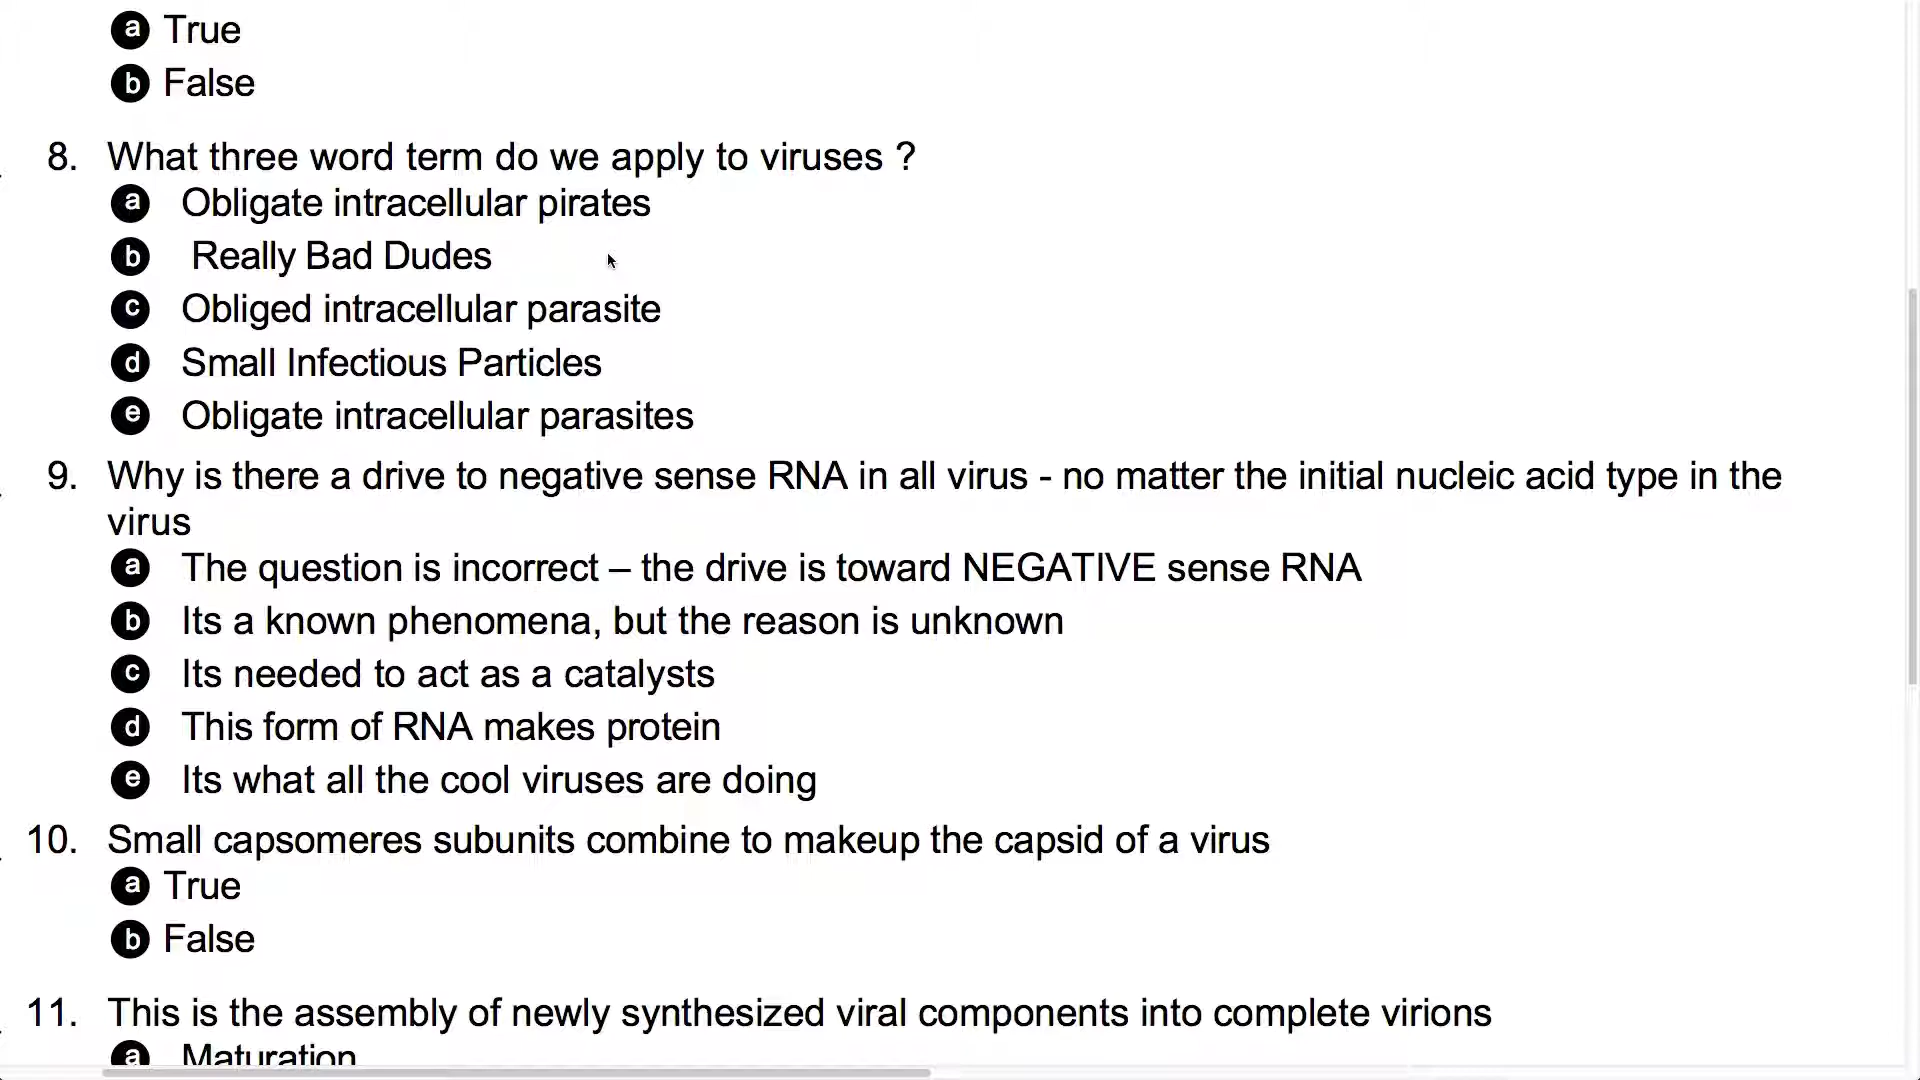 a True
b False
8. What three word term do we apply to viruses ?
a Obligate intracellular pirates
b Really Bad Dudes
c Obliged intracellular parasite
d Small Infectious Particles
e Obligate intracellular parasites
9. Why is there a drive to negative sense RNA in all virus - no matter the initial nucleic acid type in the
virus
a The question is incorrect – the drive is toward NEGATIVE sense RNA
b Its a known phenomena, but the reason is unknown
c Its needed to act as a catalysts
d This form of RNA makes protein
e Its what all the cool viruses are doing
10. Small capsomeres subunits combine to makeup the capsid of a virus
a True
b False
11. This is the assembly of newly synthesized viral components into complete virions
a Maturation